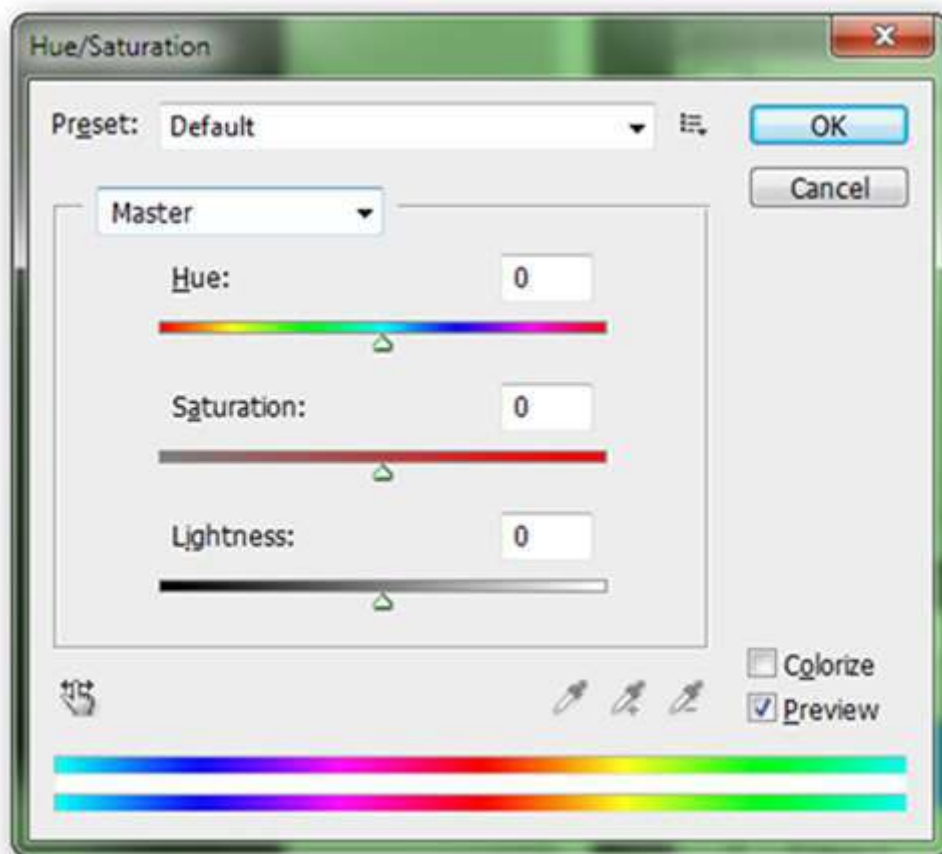 Hue/Saturation
Preset: Default
OK
Cancel
Master
Hue: 0
Saturation: 0
Lightness: 0
Colorize
Preview